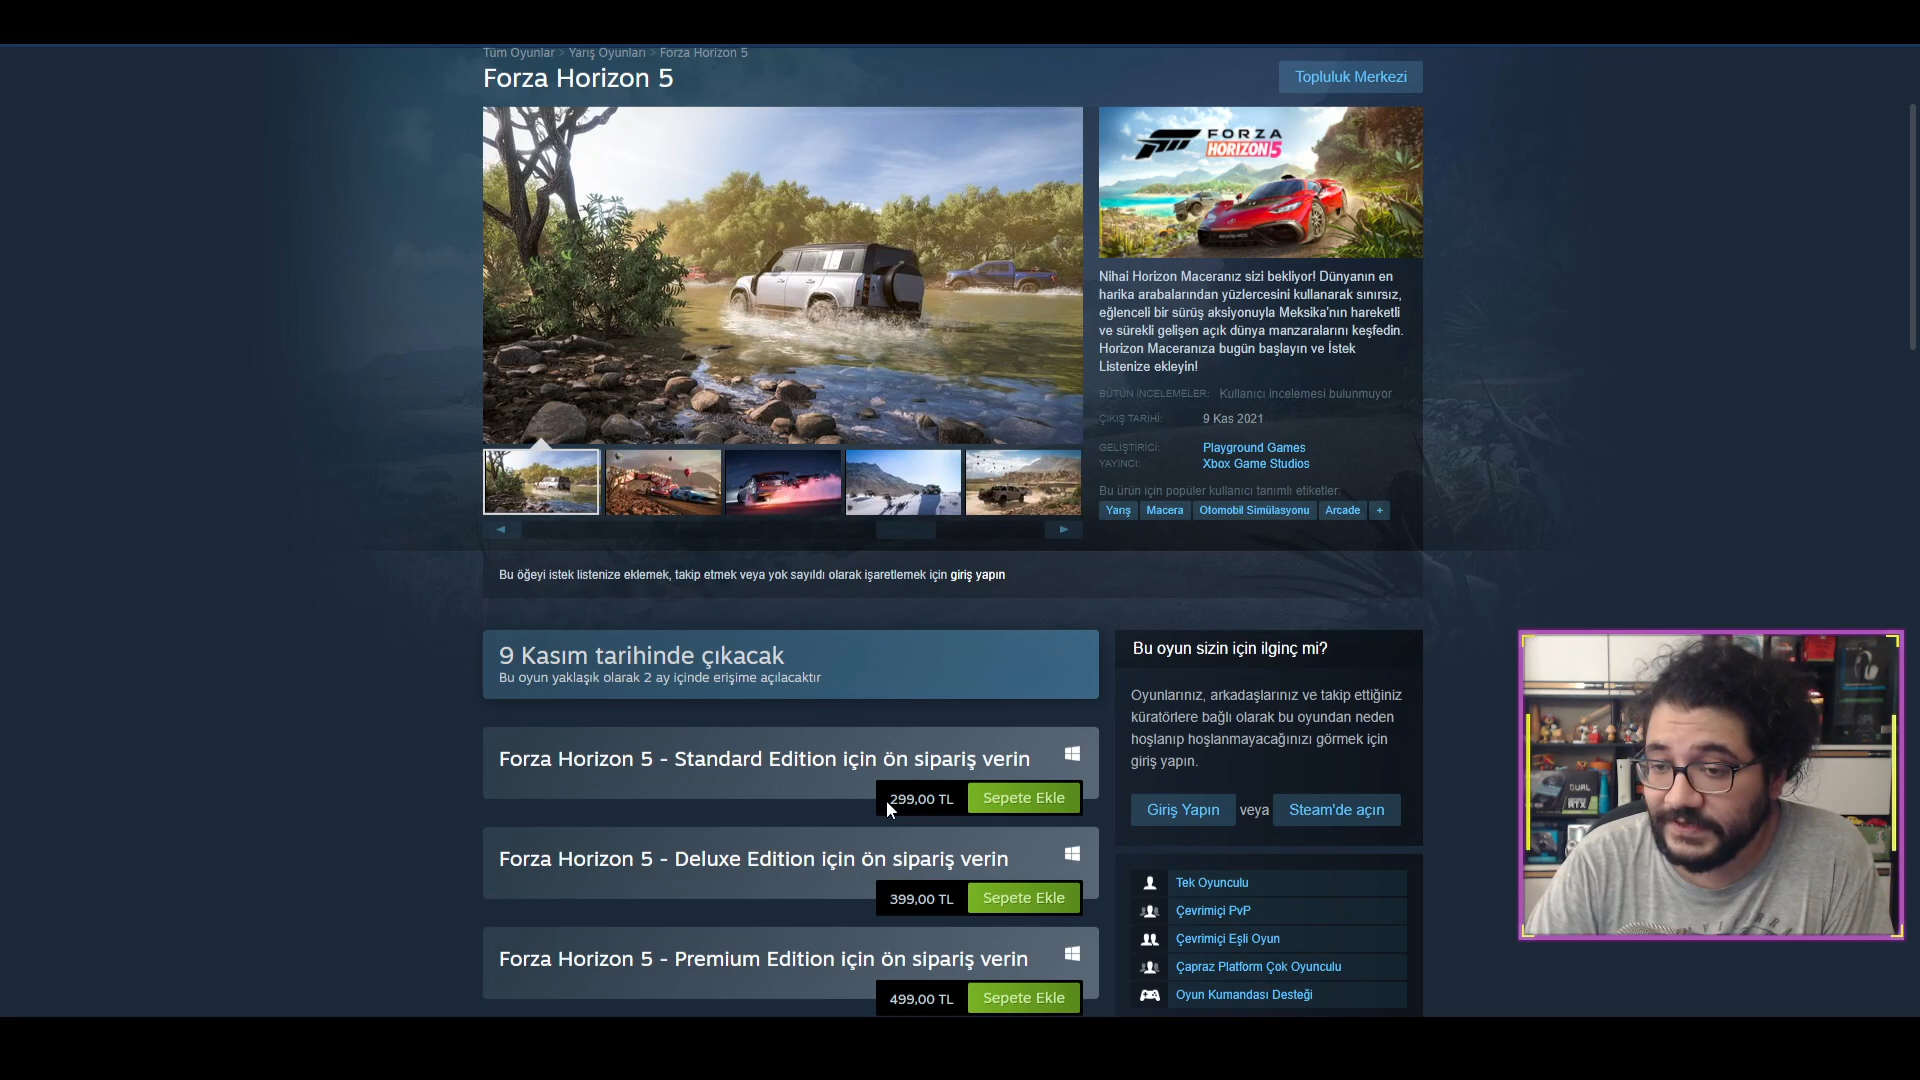 Tüm Oyunlar > Yarış Oyunları > Forza Horizon 5
Forza Horizon 5
Topluluk Merkezi
FORZA
HORIZON 5
Nihai Horizon Maceranız sizi bekliyor! Dünyanın en
harika arabalarından yüzlercesini kullanarak sınırsız,
eğlenceli bir sürüş aksiyonuyla Meksika'nın hareketli
ve sürekli gelişen açık dünya manzaralarını keşfedin.
Horizon Maceranıza bugün başlayın ve İstek
Listenize ekleyin!
BÜTÜN İNCELEMELER: Kullanıcı incelemesi bulunmuyor
ÇIKIŞ TARİHİ: 9 Kas 2021
GELİŞTİRİCİ: Playground Games
YAYINCI: Xbox Game Studios
Bu ürün için popüler kullanıcı tanımlı etiketler:
Yarış Macera Otomobil Simülasyonu Arcade +
Bu öğeyi istek listenize eklemek, takip etmek veya yok sayıldı olarak işaretlemek için giriş yapın
9 Kasım tarihinde çıkacak
Bu oyun yaklaşık olarak 2 ay içinde erişime açılacaktır
Forza Horizon 5 - Standard Edition için ön sipariş verin
299,00 TL Sepete Ekle
Forza Horizon 5 - Deluxe Edition için ön sipariş verin
399,00 TL Sepete Ekle
Forza Horizon 5 - Premium Edition için ön sipariş verin
499,00 TL Sepete Ekle
Bu oyun sizin için ilginç mi?
Oyunlarınız, arkadaşlarınız ve takip ettiğiniz
küratörlere bağlı olarak bu oyundan neden
hoşlanıp hoşlanmayacağınızı görmek için
giriş yapın.
Giriş Yapın veya Steam'de açın
Tek Oyunculu
Çevrimiçi PvP
Çevrimiçi Eşli Oyun
Çapraz Platform Çok Oyunculu
Oyun Kumandası Desteği
DUAL
RTX